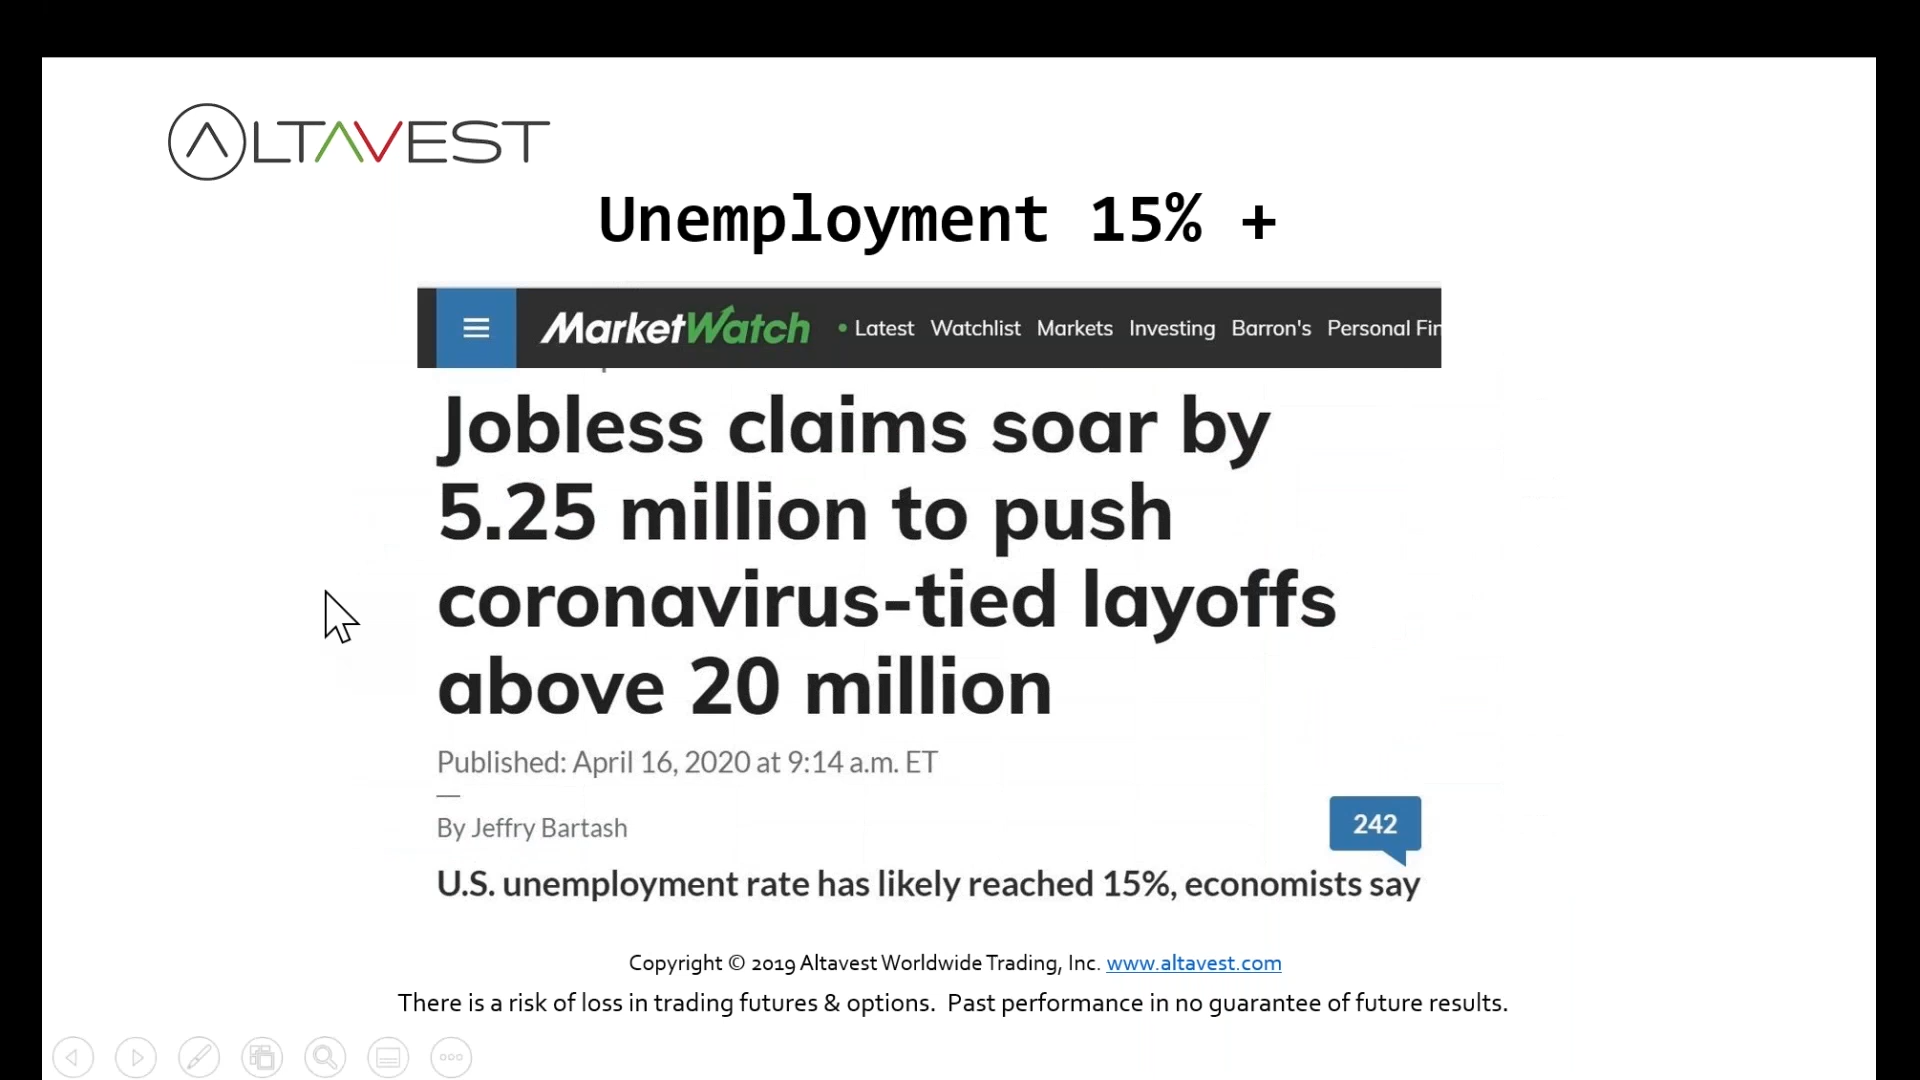 ALTAVEST
Unemployment 15% +
MarketWatch • Latest Watchlist Markets Investing Barron's Personal Fin
Jobless claims soar by
5.25 million to push
coronavirus-tied layoffs
above 20 million
Published: April 16, 2020 at 9:14 a.m. ET
By Jeffry Bartash
242
U.S. unemployment rate has likely reached 15%, economists say
Copyright © 2019 Altavest Worldwide Trading, Inc. www.altavest.com
There is a risk of loss in trading futures & options. Past performance in no guarantee of future results.